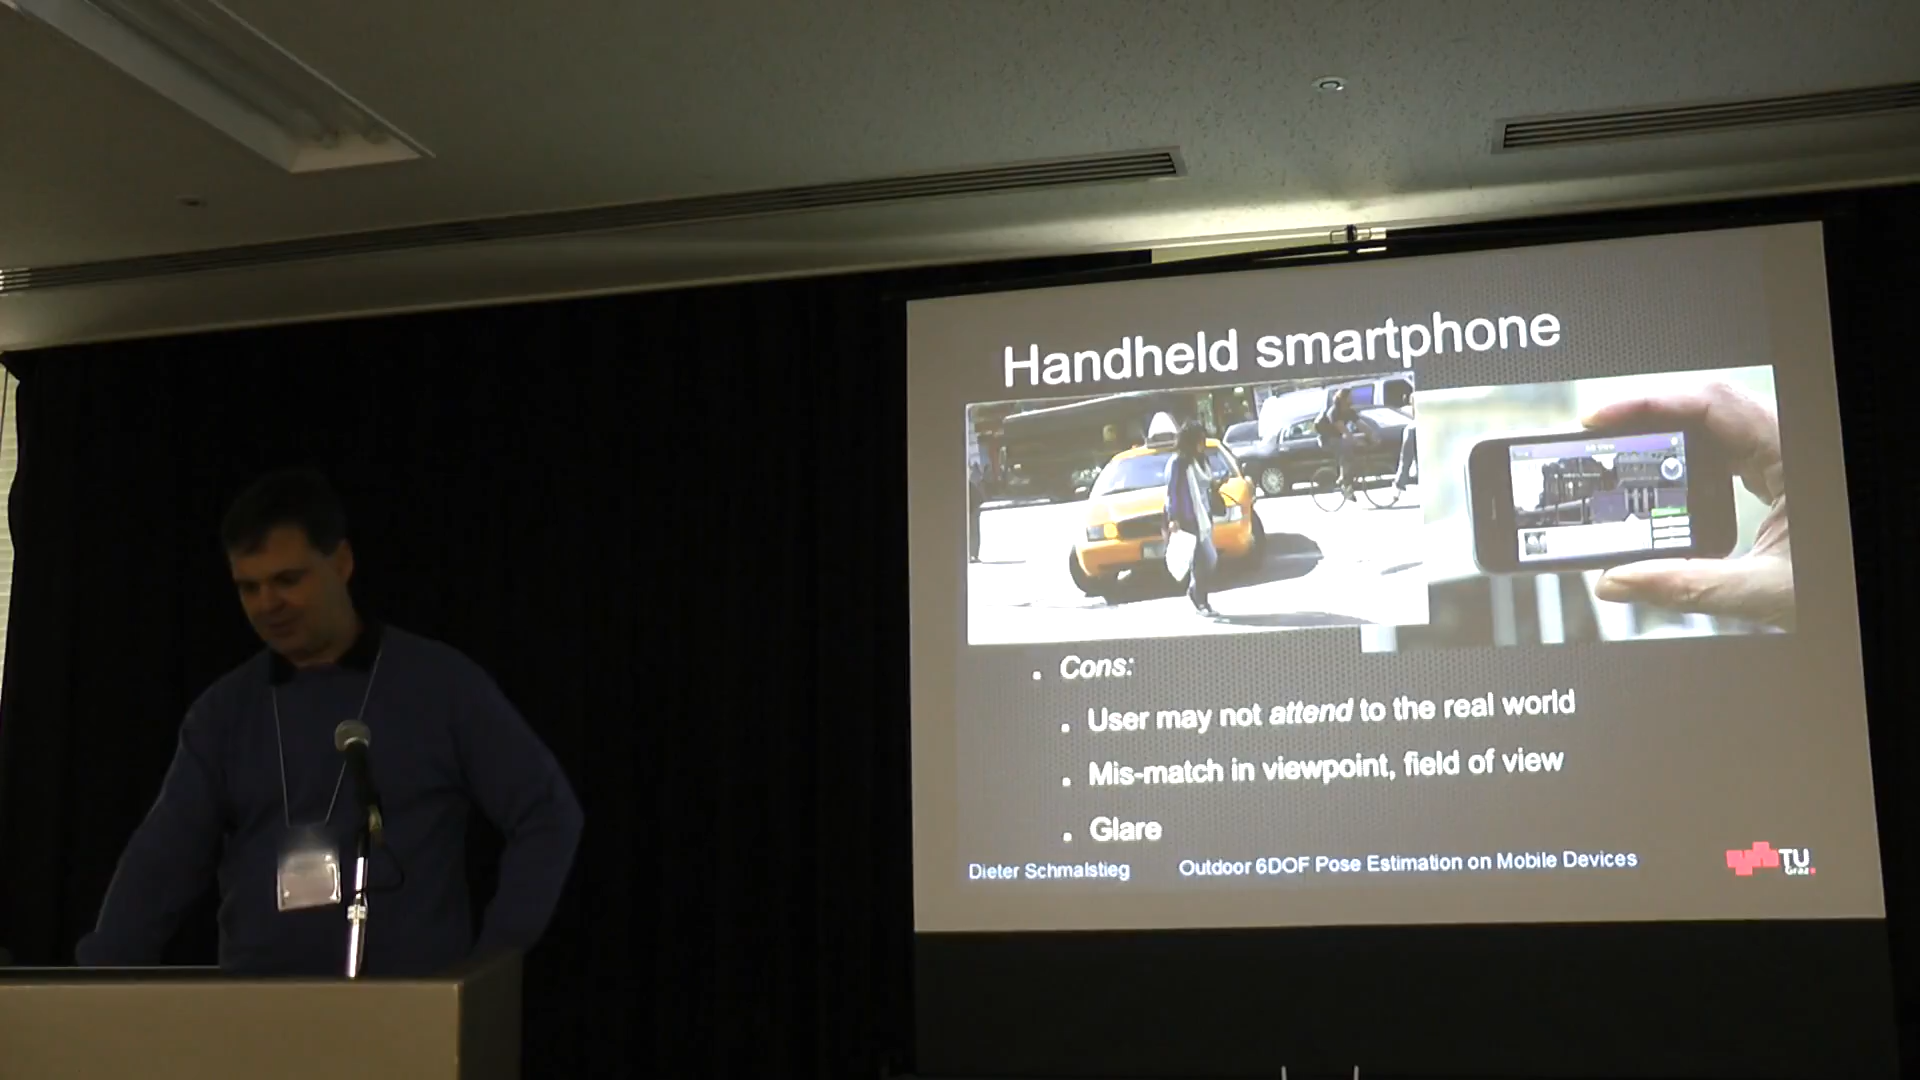 Handheld smartphone
Cons:
User may not attend to the real world
Mis-match in viewpoint, field of view
Glare
Dieter Schmalstieg Outdoor 6DOF Pose Estimation on Mobile Devices
TU
Graz